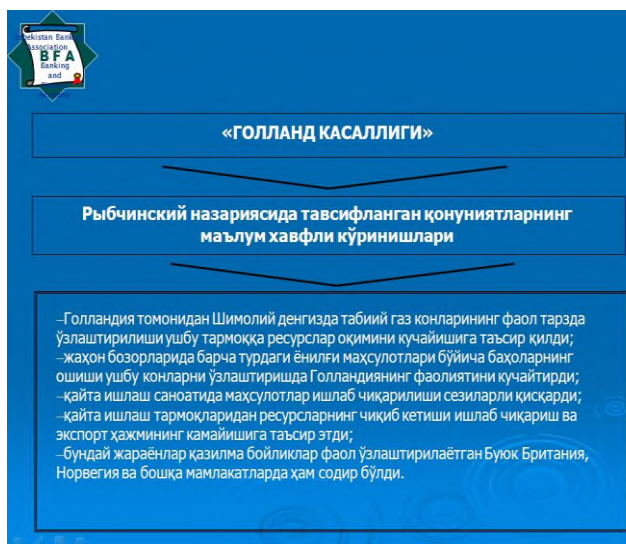 Uzbekistan Banking
Association
B F A
Banking
and
«ГОЛЛАНД КАСАЛЛИГИ»
Рыбчинский назариясида тавсифланган қонуниятларнинг
маълум хавфли кўринишлари
–Голландия томонидан Шимолий денгизда табиий газ конларининг фаол тарзда
ўзлаштирилиши ушбу тармоққа ресурслар оқимини кучайишига таъсир қилди;
–жаҳон бозорларида барча турдаги ёнилғи маҳсулотлари бўйича баҳоларнинг
ошиши ушбу конларни ўзлаштиришда Голландиянинг фаолиятини кучайтирди;
–қайта ишлаш саноатида маҳсулотлар ишлаб чиқарилиши сезиларли қисқарди;
–қайта ишлаш тармоқларидан ресурсларнинг чиқиб кетиши ишлаб чиқариш ва
экспорт ҳажмининг камайишига таъсир этди;
–бундай жараёнлар қазилма бойликлар фаол ўзлаштирилаётган Буюк Британия,
Норвегия ва бошқа мамлакатларда ҳам содир бўлди.